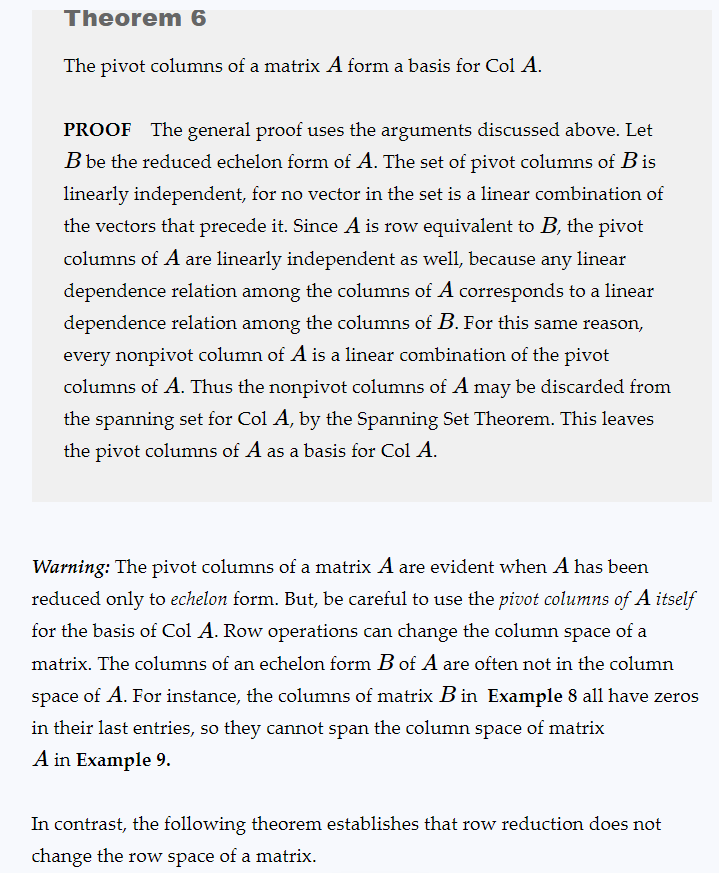 Theorem 6
The pivot columns of a matrix A form a basis for Col A.
PROOF The general proof uses the arguments discussed above. Let
B be the reduced echelon form of A. The set of pivot columns of B is
linearly independent, for no vector in the set is a linear combination of
the vectors that precede it. Since A is row equivalent to B, the pivot
columns of A are linearly independent as well, because any linear
dependence relation among the columns of A corresponds to a linear
dependence relation among the columns of B. For this same reason,
every nonpivot column of A is a linear combination of the pivot
columns of A. Thus the nonpivot columns of A may be discarded from
the spanning set for Col A, by the Spanning Set Theorem. This leaves
the pivot columns of A as a basis for Col A.
Warning: The pivot columns of a matrix A are evident when A has been
reduced only to echelon form. But, be careful to use the pivot columns of A itself
for the basis of Col A. Row operations can change the column space of a
matrix. The columns of an echelon form B of A are often not in the column
space of A. For instance, the columns of matrix B in Example 8 all have zeros
in their last entries, so they cannot span the column space of matrix
A in Example 9.
In contrast, the following theorem establishes that row reduction does not
change the row space of a matrix.